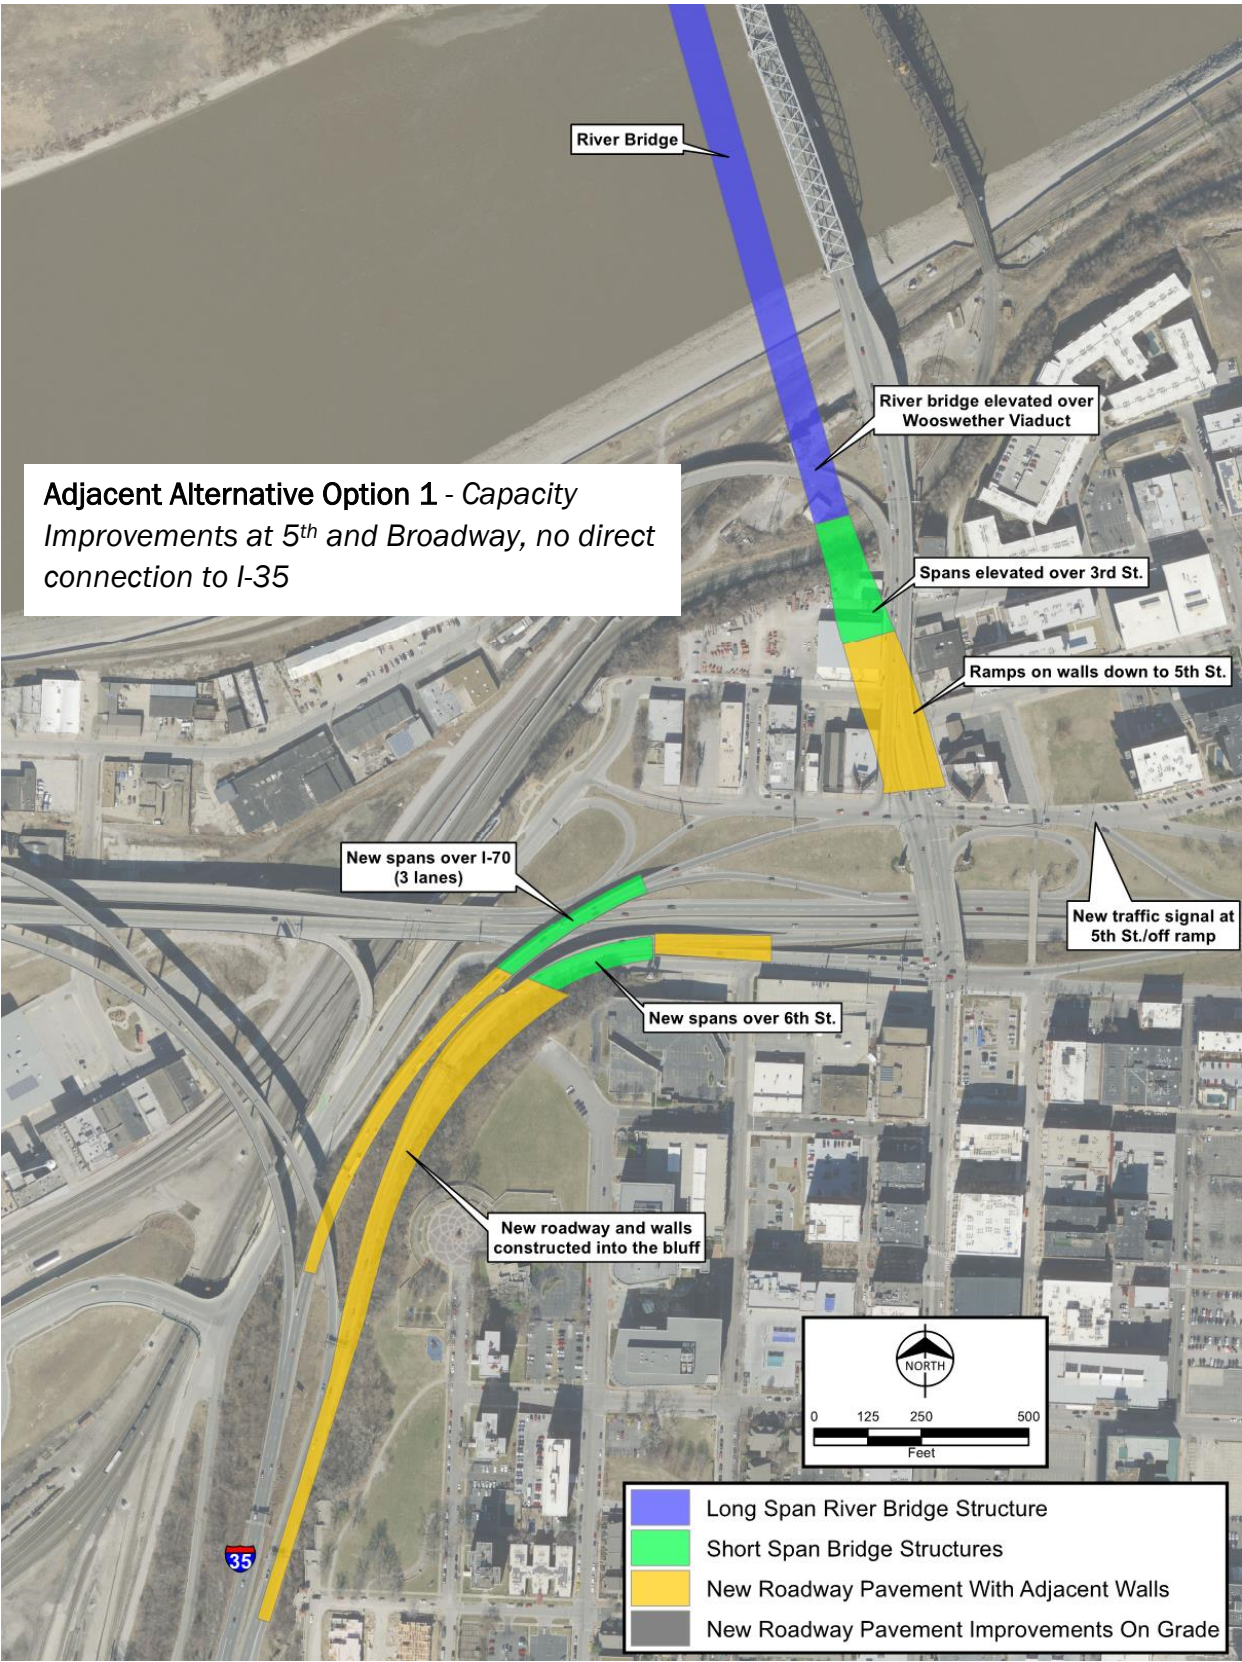 River Bridge
River bridge elevated over
Wooswether Viaduct
Adjacent Alternative Option 1 - Capacity
Improvements at 5th and Broadway, no direct
connection to I-35
Spans elevated over 3rd St.
Ramps on walls down to 5th St.
New spans over I-70
(3 lanes)
New traffic signal at
5th St./off ramp
New spans over 6th St.
New roadway and walls
constructed into the bluff
NORTH
0 125 250 500
Feet
35
Long Span River Bridge Structure
Short Span Bridge Structures
New Roadway Pavement With Adjacent Walls
New Roadway Pavement Improvements On Grade